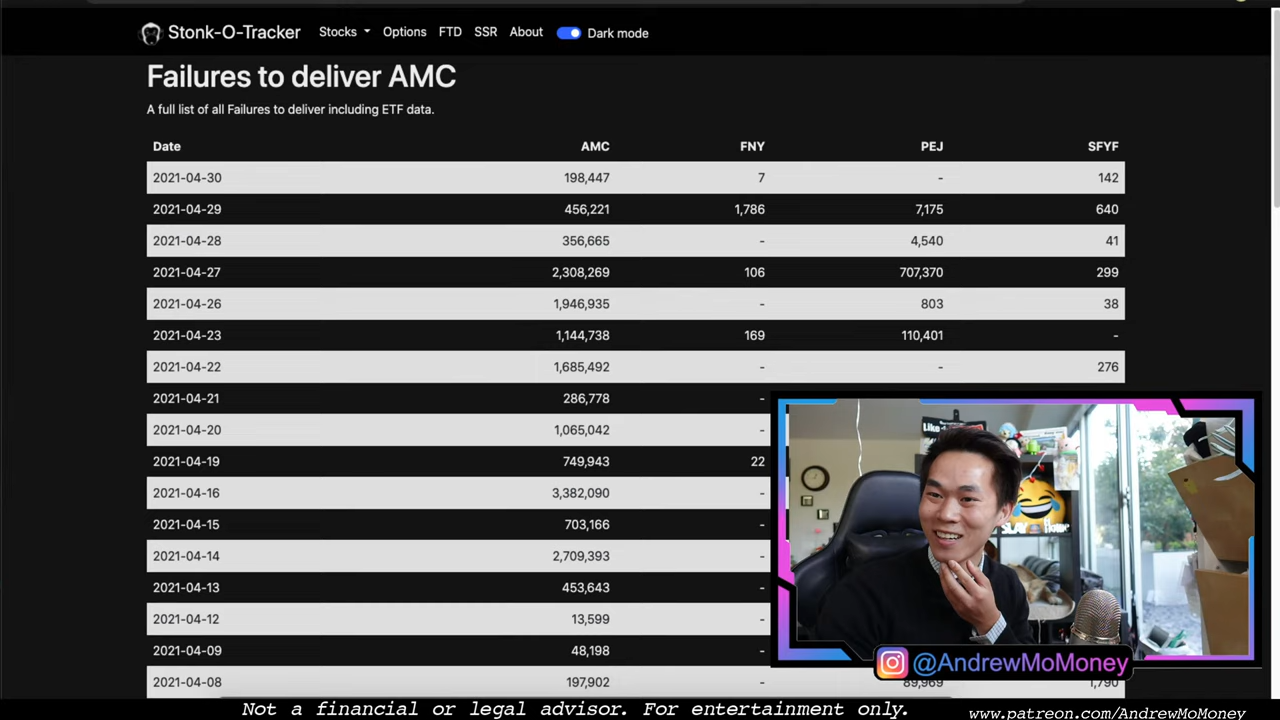 Stonk-O-Tracker Stocks Options FTD SSR About Dark mode
Failures to deliver AMC
A full list of all Failures to deliver including ETF data.
Date AMC FNY PEJ SFYF
2021-04-30 198,447 7 - 142
2021-04-29 456,221 1,786 7,175 640
2021-04-28 356,665 - 4,540 41
2021-04-27 2,308,269 106 707,370 299
2021-04-26 1,946,935 - 803 38
2021-04-23 1,144,738 169 110,401 -
2021-04-22 1,685,492 - - 276
2021-04-21 286,778 -
2021-04-20 1,065,042 -
2021-04-19 749,943 22
2021-04-16 3,382,090 -
2021-04-15 703,166 -
2021-04-14 2,709,393 -
2021-04-13 453,643 -
2021-04-12 13,599 -
2021-04-09 48,198 -
2021-04-08 197,902 - 89,969 1,790
@AndrewMoMoney
Not a financial or legal advisor. For entertainment only.
www.patreon.com/AndrewMoMoney